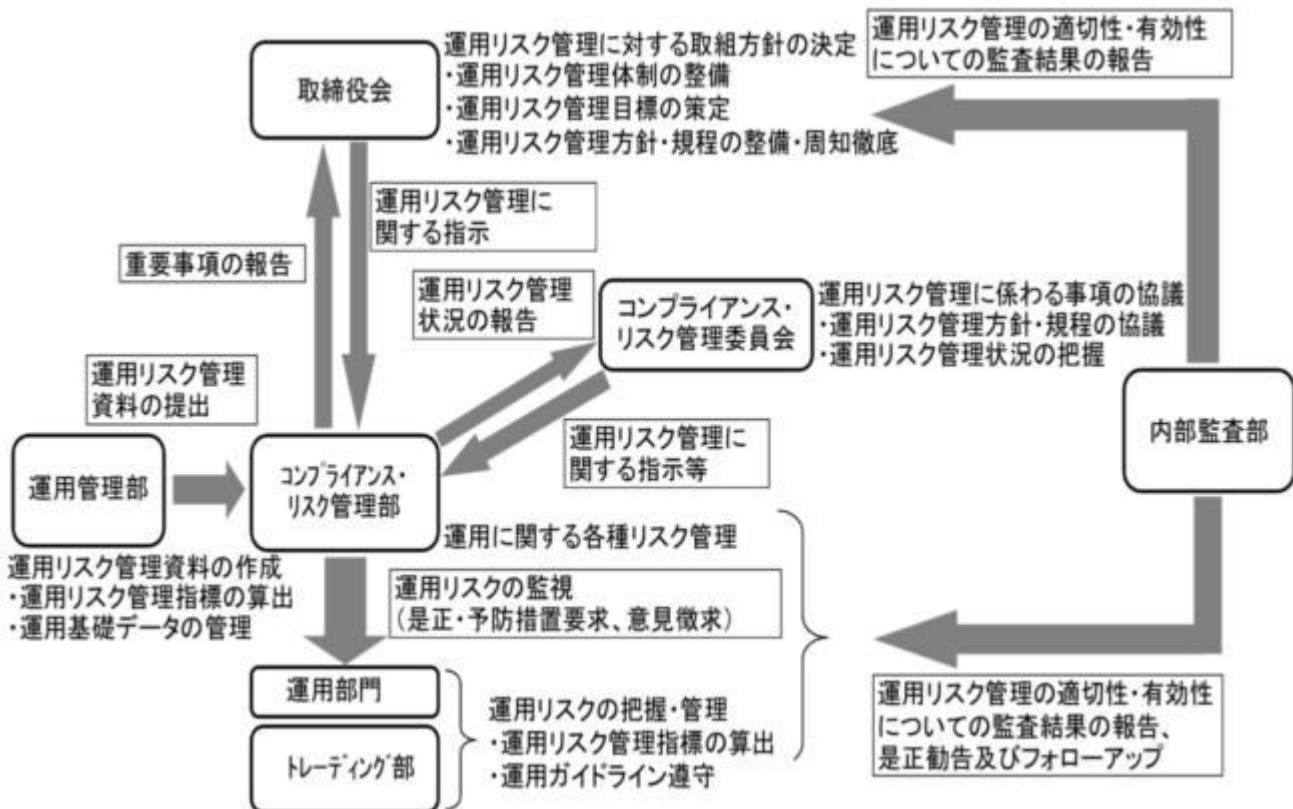 取締役会
運用リスク管理に対する取組方針の決定
・運用リスク管理体制の整備
・運用リスク管理目標の策定
・運用リスク管理方針・規程の整備・周知徹底
運用リスク管理の適切性・有効性
についての監査結果の報告
運用リスク管理に
関する指示
重要事項の報告
運用リスク管理
状況の報告
コンプライアンス・
リスク管理委員会
運用リスク管理に係わる事項の協議
・運用リスク管理方針・規程の協議
・運用リスク管理状況の把握
運用リスク管理
資料の提出
運用リスク管理に
関する指示等
内部監査部
運用管理部
コンプライアンス・
リスク管理部
運用に関する各種リスク管理
運用リスク管理資料の作成
・運用リスク管理指標の算出
・運用基礎データの管理
運用リスクの監視
(是正・予防措置要求、意見徴求)
運用部門
トレーディング部
運用リスクの把握・管理
・運用リスク管理指標の算出
・運用ガイドライン遵守
運用リスク管理の適切性・有効性
についての監査結果の報告、
是正勧告及びフォローアップ